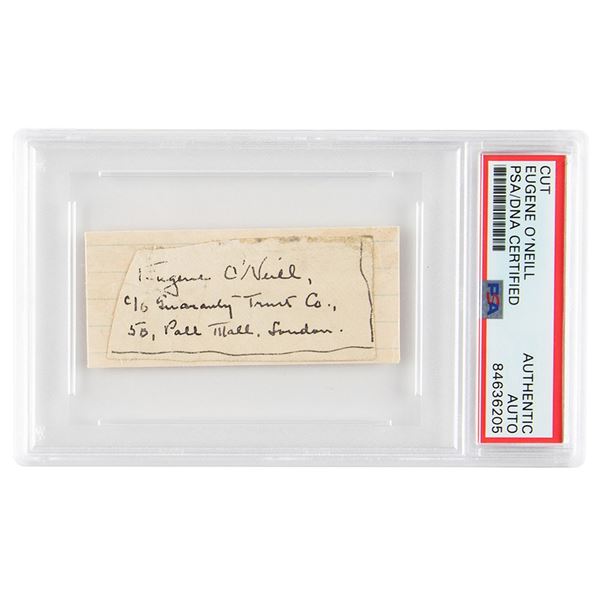 Eugene O'Neill,
c/o Guaranty Trust Co.,
50, Pall Mall, London.
CUT
EUGENE O'NEILL
PSA/DNA CERTIFIED
PSA
AUTHENTIC
AUTO
84636205